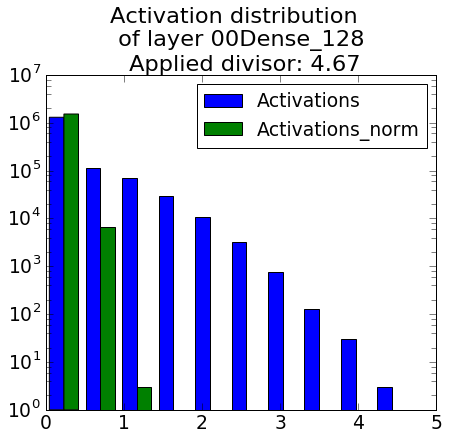 Activation distribution
of layer 00Dense_128
Applied divisor: 4.67
10^7
10^6
10^5
10^4
10^3
10^2
10^1
10^0
Activations
Activations_norm
0 1 2 3 4 5